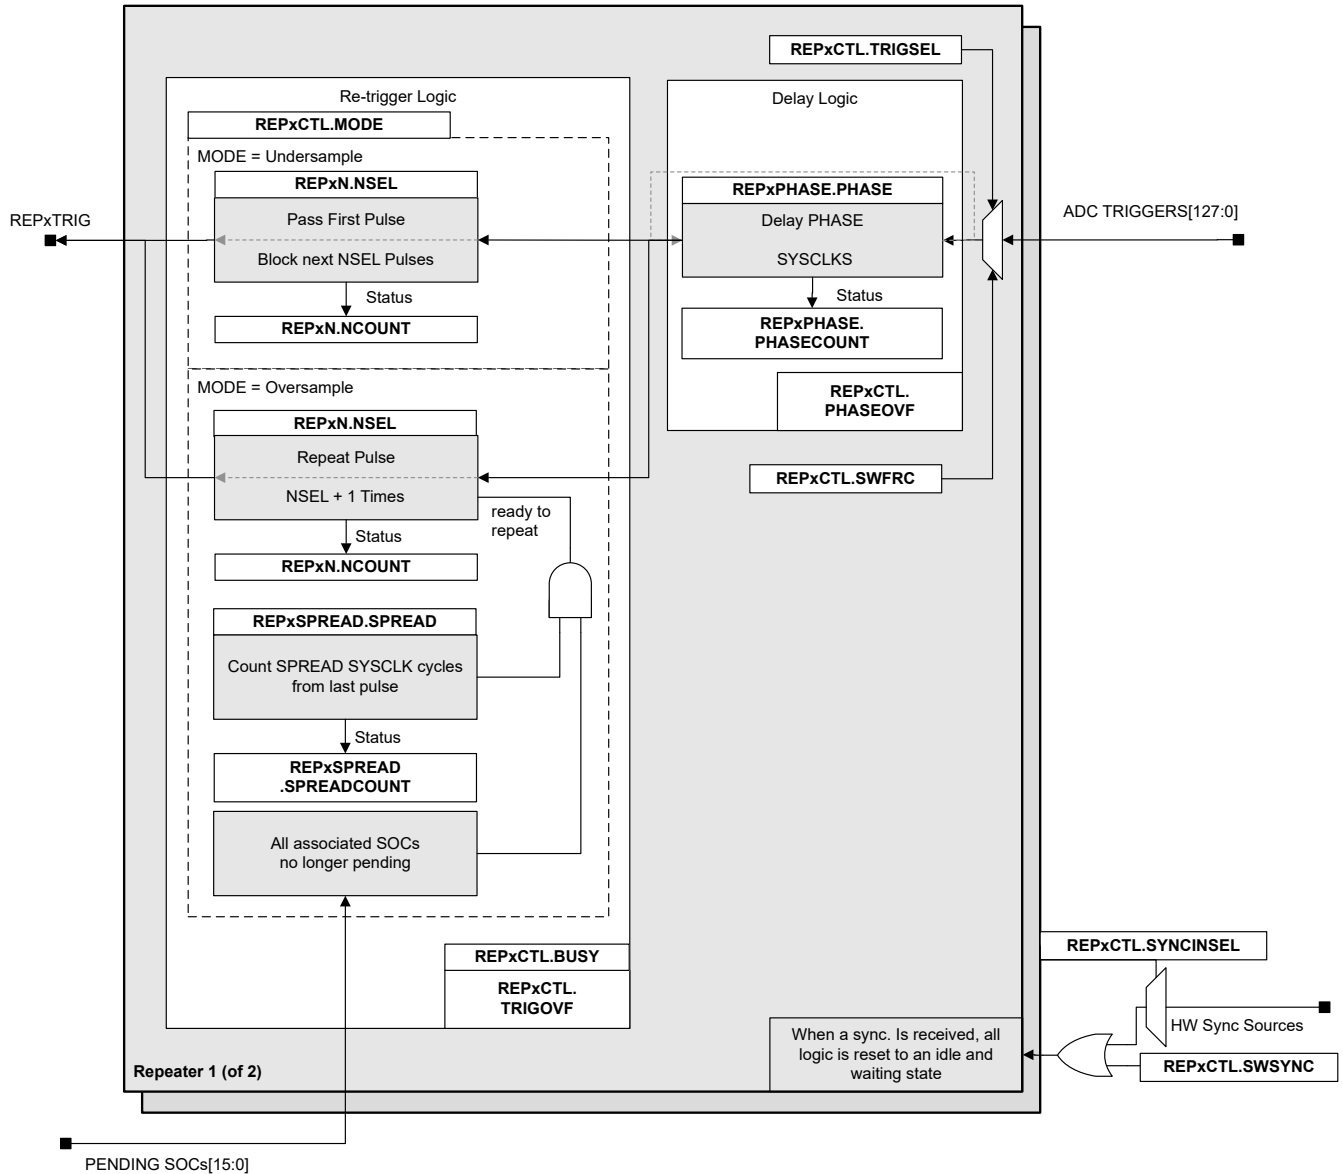 REPxCTL.TRIGSEL
Re-trigger Logic
Delay Logic
REPxCTL.MODE
MODE = Undersample
REPxN.NSEL
REPxPHASE.PHASE
REPxTRIG
Pass First Pulse
Delay PHASE
ADC TRIGGERS[127:0]
Block next NSEL Pulses
SYSCLKS
Status
Status
REPxN.NCOUNT
REPxPHASE.
PHASECOUNT
MODE = Oversample
REPxCTL.
PHASEOVF
REPxN.NSEL
Repeat Pulse
REPxCTL.SWFRC
NSEL + 1 Times
ready to
repeat
Status
REPxN.NCOUNT
REPxSPREAD.SPREAD
Count SPREAD SYSCLK cycles
from last pulse
Status
REPxSPREAD
.SPREADCOUNT
All associated SOCs
no longer pending
REPxCTL.BUSY
REPxCTL.
TRIGOVF
REPxCTL.SYNCINSEL
HW Sync Sources
When a sync. Is received, all
logic is reset to an idle and
waiting state
REPxCTL.SWSYNC
Repeater 1 (of 2)
PENDING SOCs[15:0]